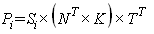 P_i = S_i × (N^T × K) × T^T